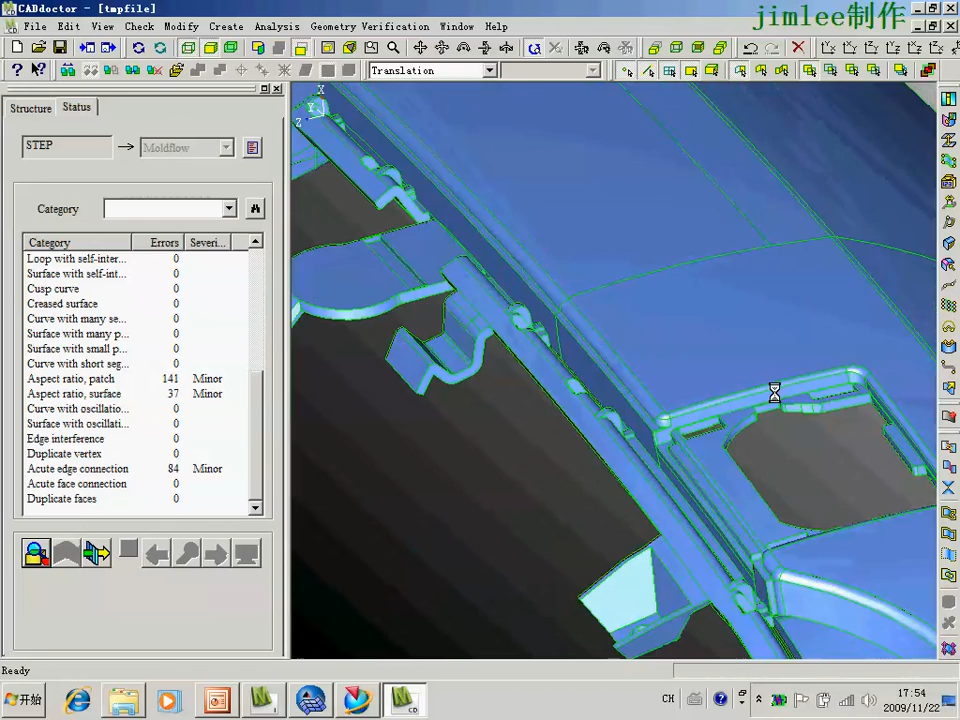 CADdoctor - [tmpfile]
jimlee制作
File Edit View Check Modify Create Analysis Geometry Verification Window Help
Translation
Structure Status
STEP
Moldflow
Category
Category Errors Severi...
Loop with self-inter... 0
Surface with self-int... 0
Cusp curve 0
Creased surface 0
Curve with many se... 0
Surface with many p... 0
Surface with small p... 0
Curve with short seg... 0
Aspect ratio, patch 141 Minor
Aspect ratio, surface 37 Minor
Curve with oscillatio... 0
Surface with oscillati... 0
Edge interference 0
Duplicate vertex 0
Acute edge connection 84 Minor
Acute face connection 0
Duplicate faces 0
X
Y
Z
Ready
开始
CD
CH
17:54
2009/11/22